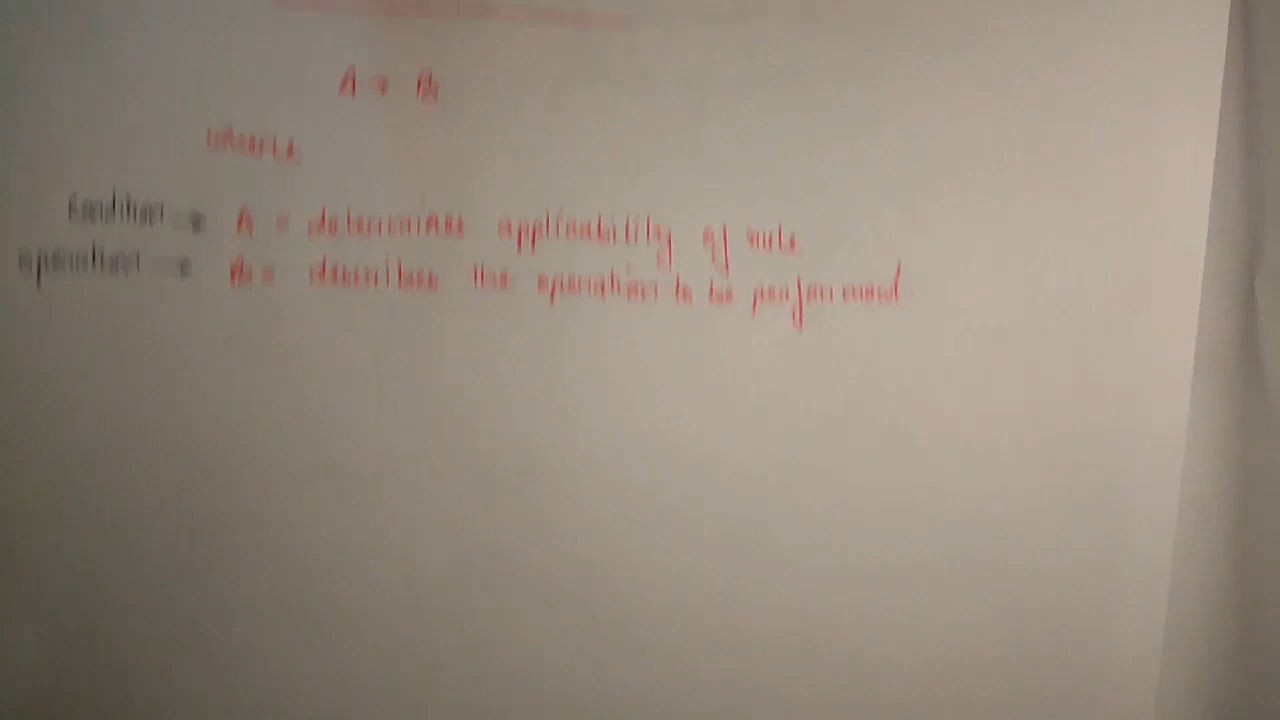 A → B
where
Condition → A = determines applicability of rule
operation → B = describes the operation to be performed.